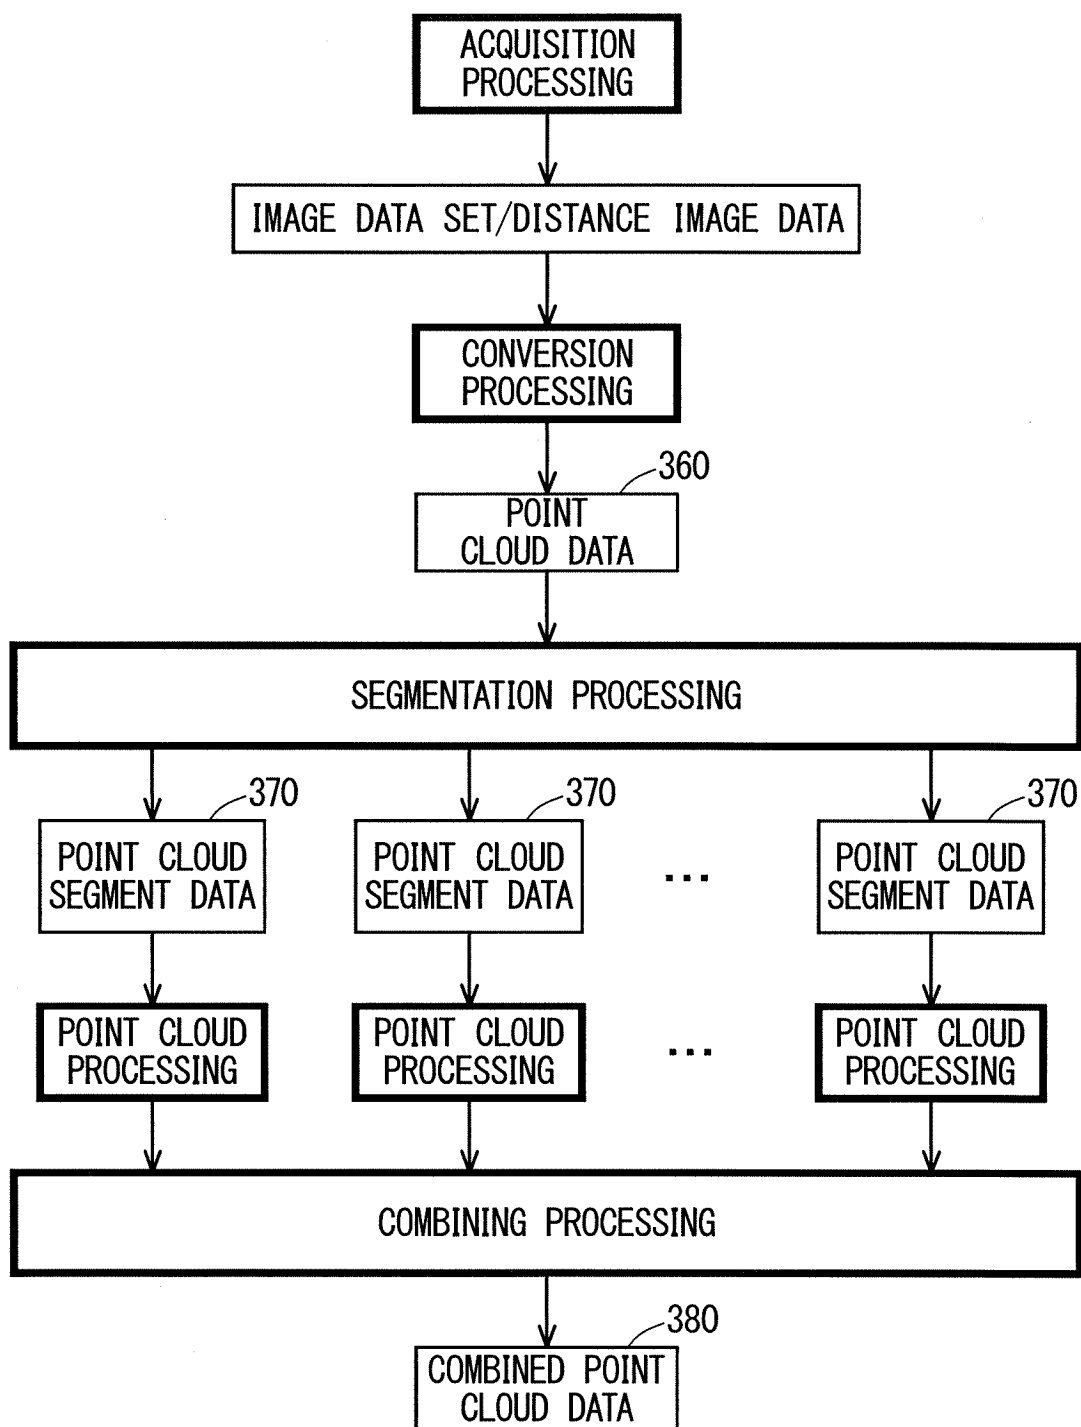 ACQUISITION
PROCESSING
IMAGE DATA SET/DISTANCE IMAGE DATA
CONVERSION
PROCESSING
360
POINT
CLOUD DATA
SEGMENTATION PROCESSING
370
370
370
POINT CLOUD
SEGMENT DATA
POINT CLOUD
SEGMENT DATA
...
POINT CLOUD
SEGMENT DATA
POINT CLOUD
PROCESSING
POINT CLOUD
PROCESSING
...
POINT CLOUD
PROCESSING
COMBINING PROCESSING
380
COMBINED POINT
CLOUD DATA